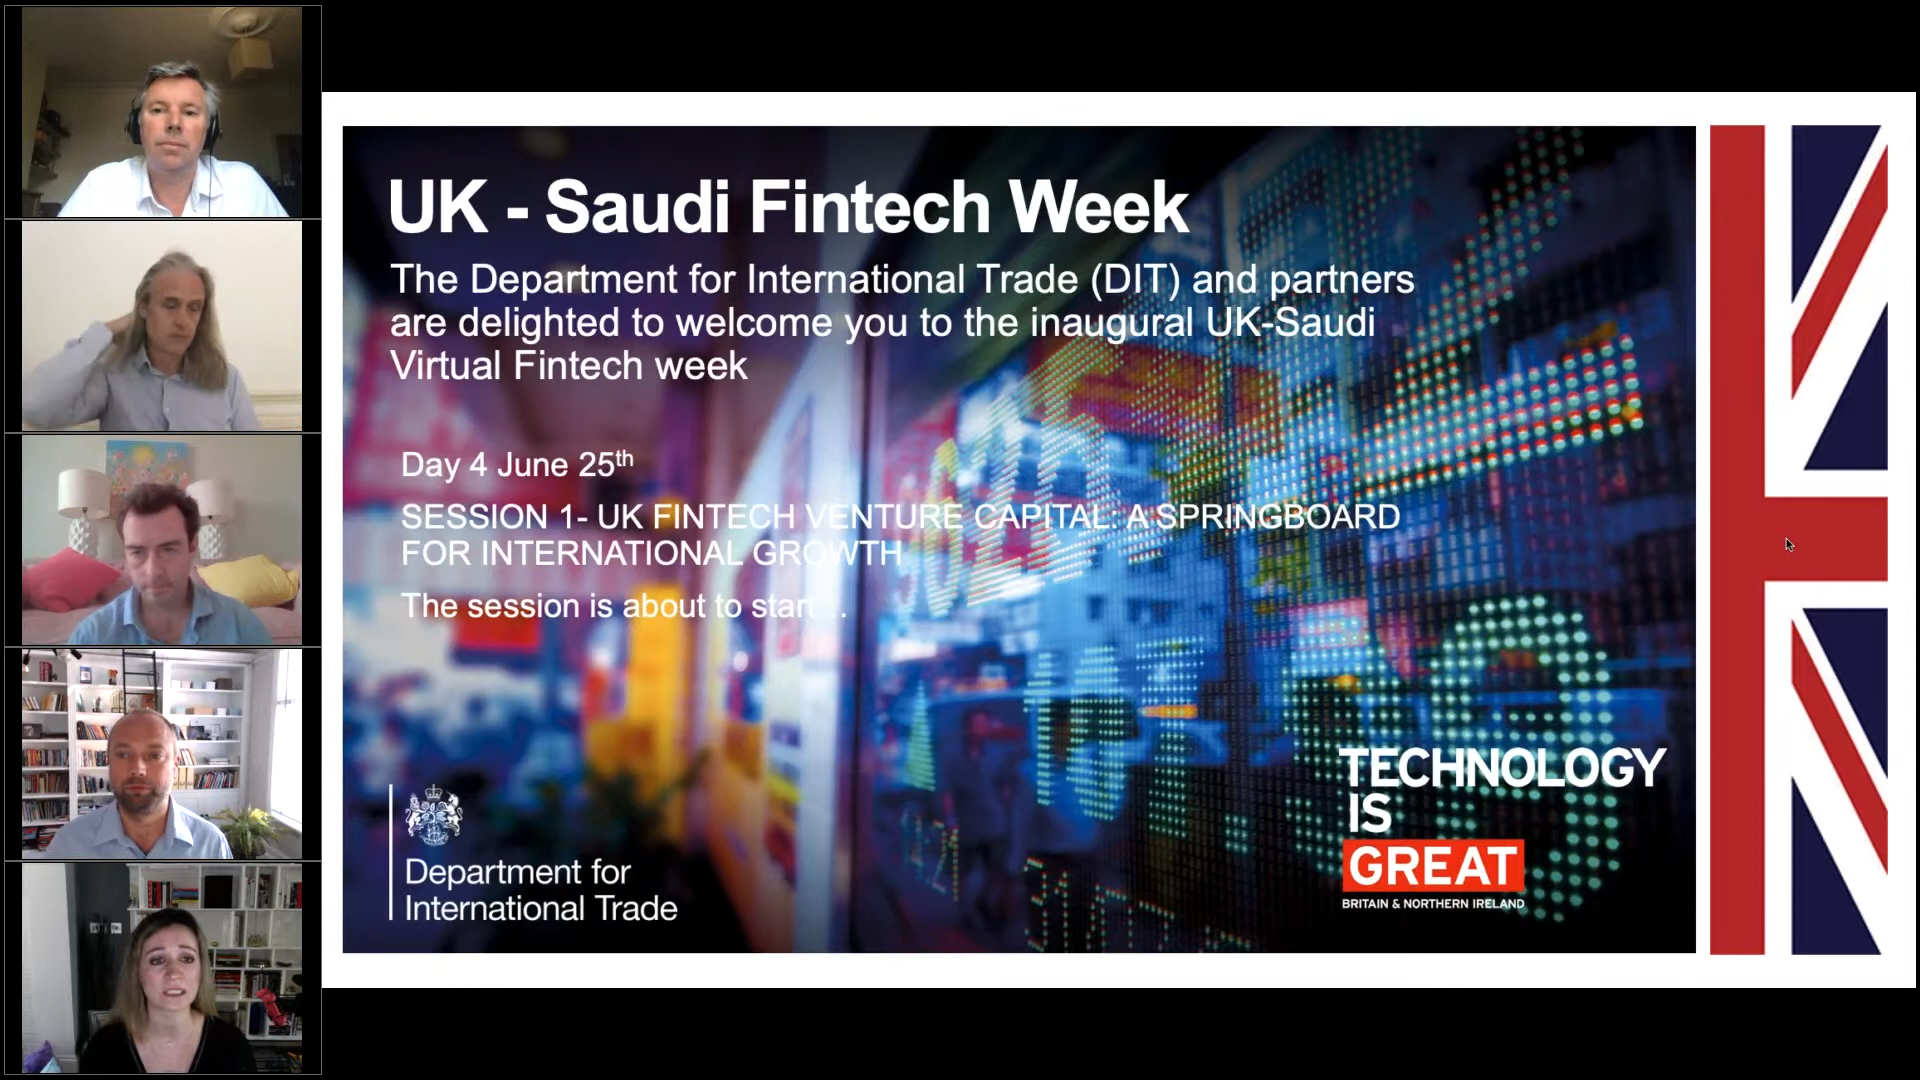 UK - Saudi Fintech Week
The Department for International Trade (DIT) and partners
are delighted to welcome you to the inaugural UK-Saudi
Virtual Fintech week
Day 4 June 25th
SESSION 1- UK FINTECH VENTURE CAPITAL: A SPRINGBOARD
FOR INTERNATIONAL GROWTH
The session is about to start…
Department for
International Trade
TECHNOLOGY
IS
GREAT
BRITAIN & NORTHERN IRELAND